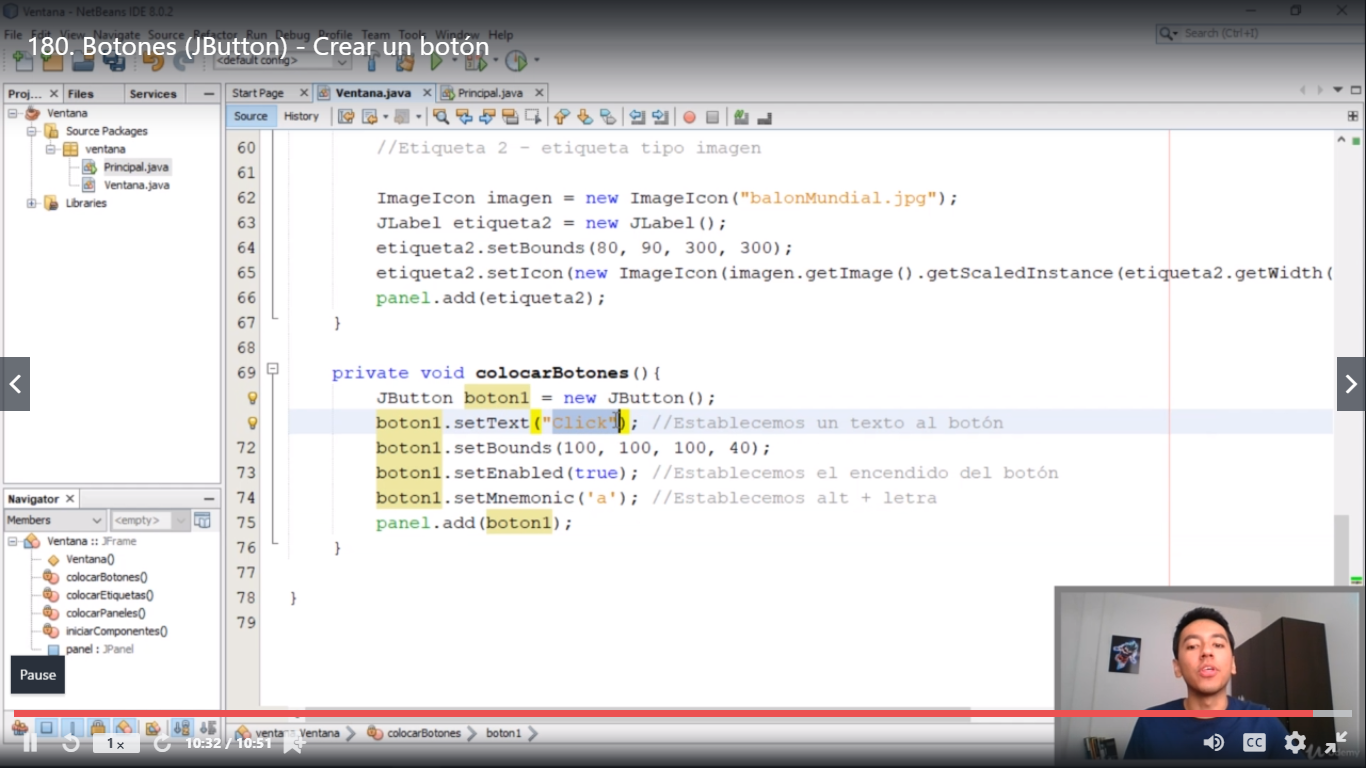 Ventana - NetBeans IDE 8.0.2
File Edit View Navigate Source Refactor Run Debug Profile Team Tools Window Help
Search (Ctrl+I)
180. Botones (JButton) - Crear un botón
<default config>
Proj... Files Services
Start Page Ventana.java Principal.java
Source History
Ventana
Source Packages
ventana
Principal.java
Ventana.java
Libraries
60 //Etiqueta 2 - etiqueta tipo imagen
61
62 ImageIcon imagen = new ImageIcon("balonMundial.jpg");
63 JLabel etiqueta2 = new JLabel();
64 etiqueta2.setBounds(80, 90, 300, 300);
65 etiqueta2.setIcon(new ImageIcon(imagen.getImage().getScaledInstance(etiqueta2.getWidth(
66 panel.add(etiqueta2);
67 }
68
69 private void colocarBotones(){
JButton boton1 = new JButton();
boton1.setText("Click"); //Establecemos un texto al botón
72 boton1.setBounds(100, 100, 100, 40);
73 boton1.setEnabled(true); //Establecemos el encendido del botón
74 boton1.setMnemonic('a'); //Establecemos alt + letra
75 panel.add(boton1);
76 }
77
78 }
79
Navigator
Members <empty>
Ventana :: JFrame
Ventana()
colocarBotones()
colocarEtiquetas()
colocarPaneles()
iniciarComponentes()
panel : JPanel
Pause
ventana.Ventana colocarBotones boton1
1x 10:32 / 10:51 CC